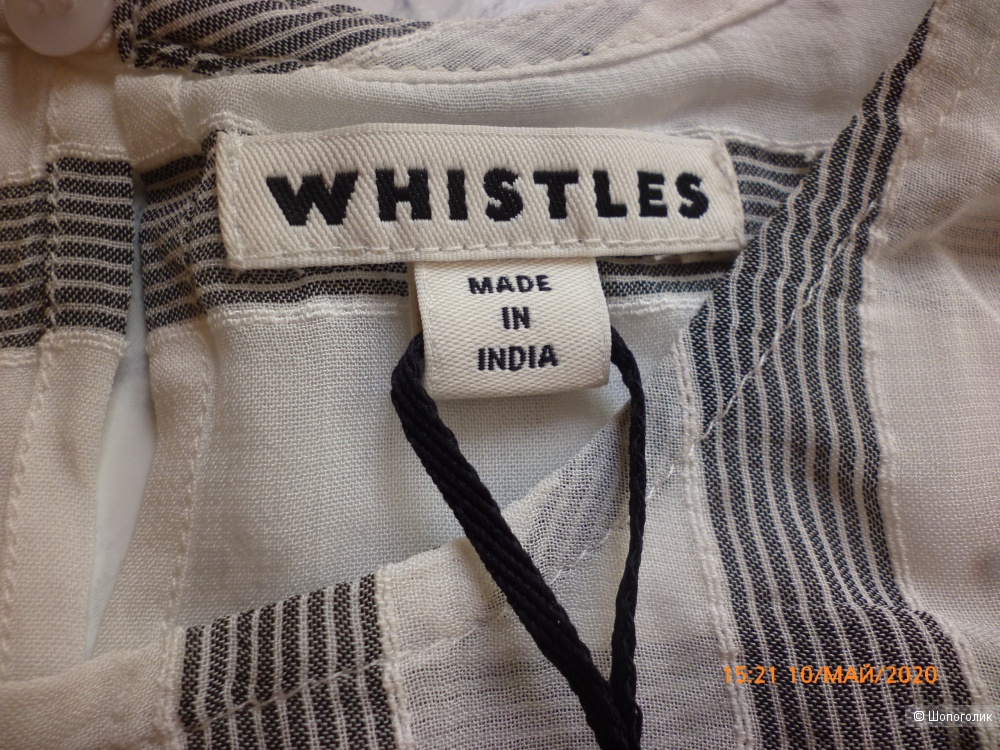 WHISTLES
MADE
IN
INDIA
15:21 10/МАЙ/2020
© Шопоголик